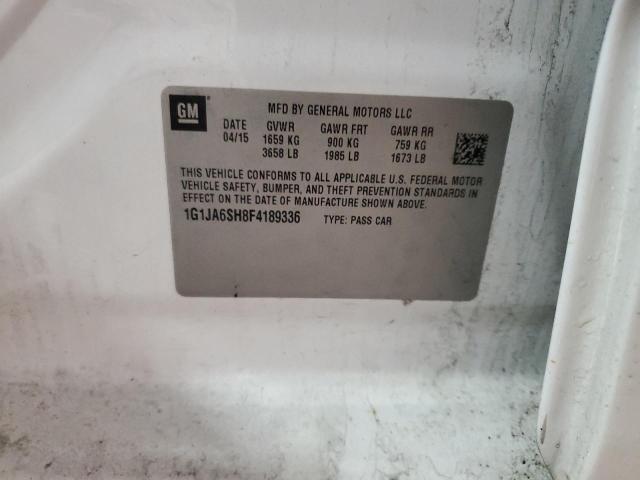 GM
MFD BY GENERAL MOTORS LLC
DATE GVWR GAWR FRT GAWR RR
04/15 1659 KG 900 KG 759 KG
3658 LB 1985 LB 1673 LB
THIS VEHICLE CONFORMS TO ALL APPLICABLE U.S. FEDERAL MOTOR
VEHICLE SAFETY, BUMPER, AND THEFT PREVENTION STANDARDS IN
EFFECT ON THE DATE OF MANUFACTURE SHOWN ABOVE.
1G1JA6SH8F4189336 TYPE: PASS CAR